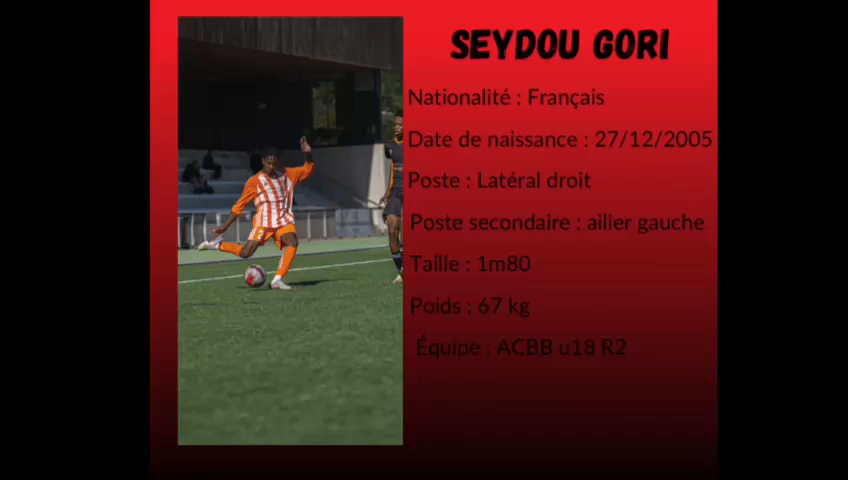 SEYDOU GORI
Nationalité : Français
Date de naissance : 27/12/2005
Poste : Latéral droit
Poste secondaire : ailier gauche
Taille : 1m80
Poids : 67 kg
Équipe : ACBB u18 R2